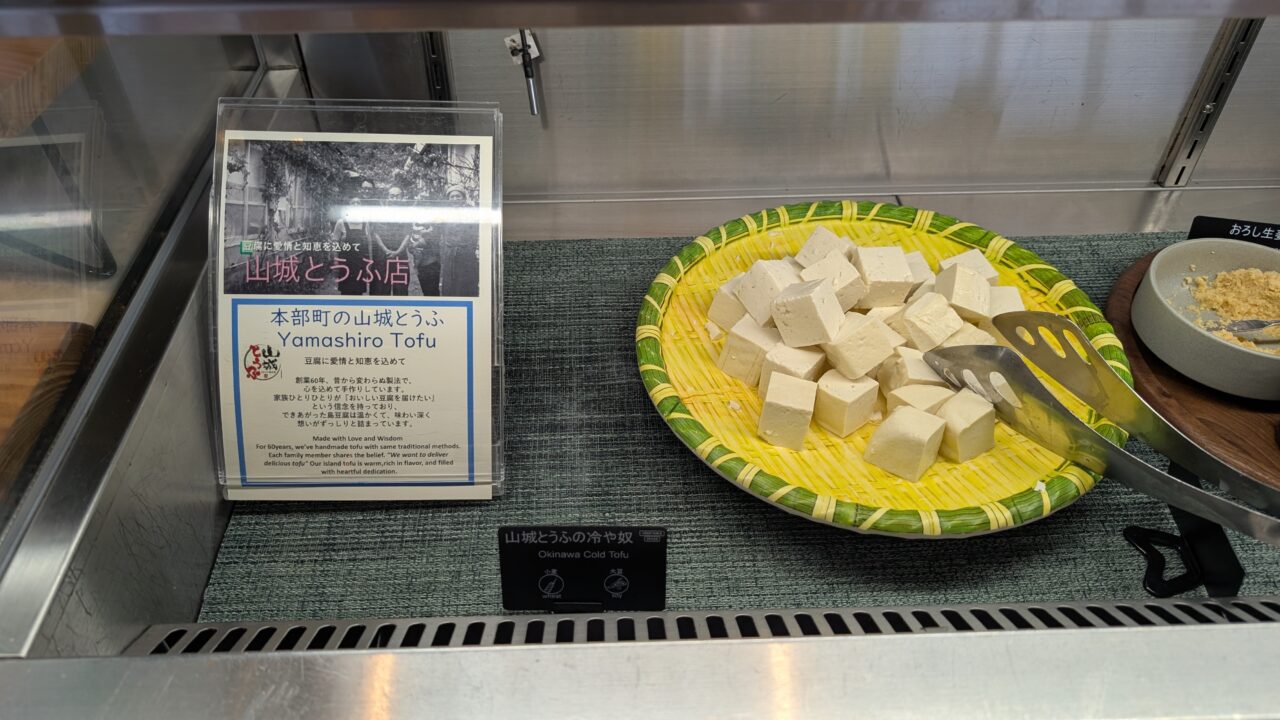 豆腐に愛情と知恵を込めて
山城とうふ店
本部町の山城とうふ
Yamashiro Tofu
豆腐に愛情と知恵を込めて
山城
とうふ
創業60年、昔から変わらぬ製法で、
心を込めて手作りしています。
家族ひとりひとりが「おいしい豆腐を届けたい」
という信念を持っており、
できあがった島豆腐は温かくて、味わい深く
想いがずっしりと詰まっています。
Made with Love and Wisdom
For 60years, we've handmade tofu with same traditional methods.
Each family member shares the belief. "We want to deliver
delicious tofu" Our island tofu is warm,rich in flavor, and filled
with heartful dedication.
山城とうふの冷や奴
Okinawa Cold Tofu
小麦
wheat
大豆
soy
おろし生